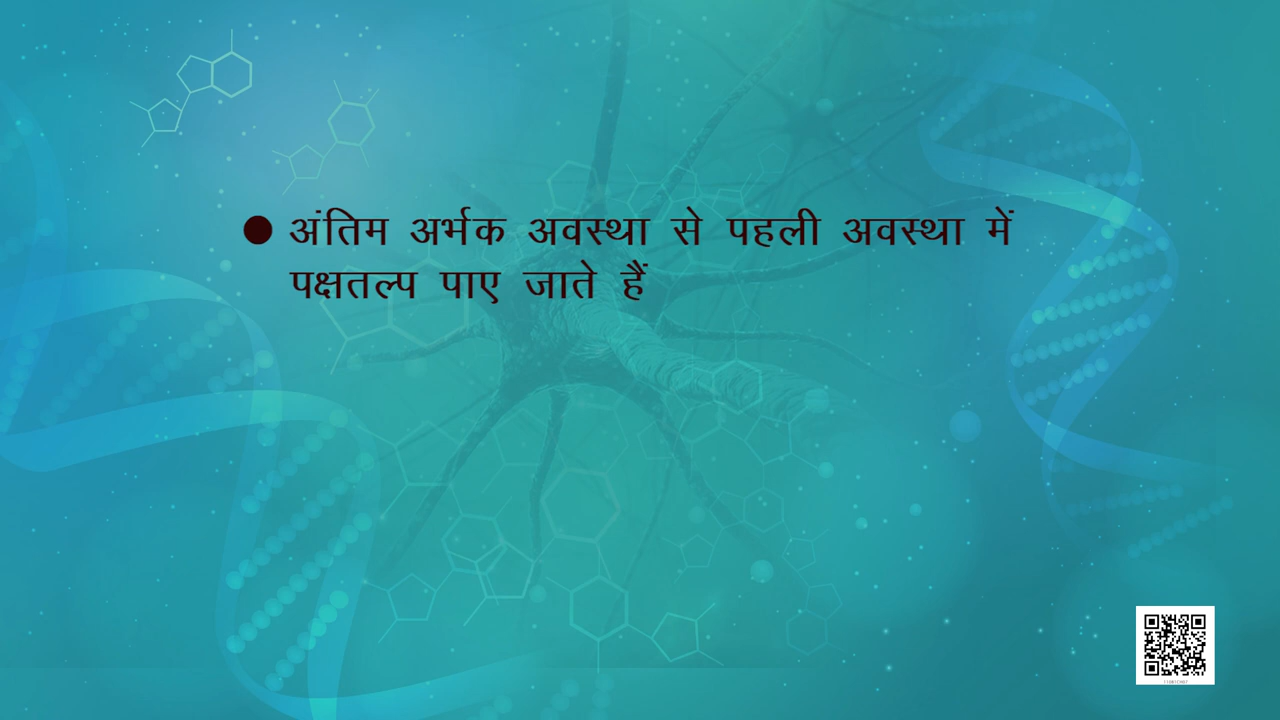 ● अंतिम अर्भक अवस्था से पहली अवस्था में
पक्षतल्प पाए जाते हैं